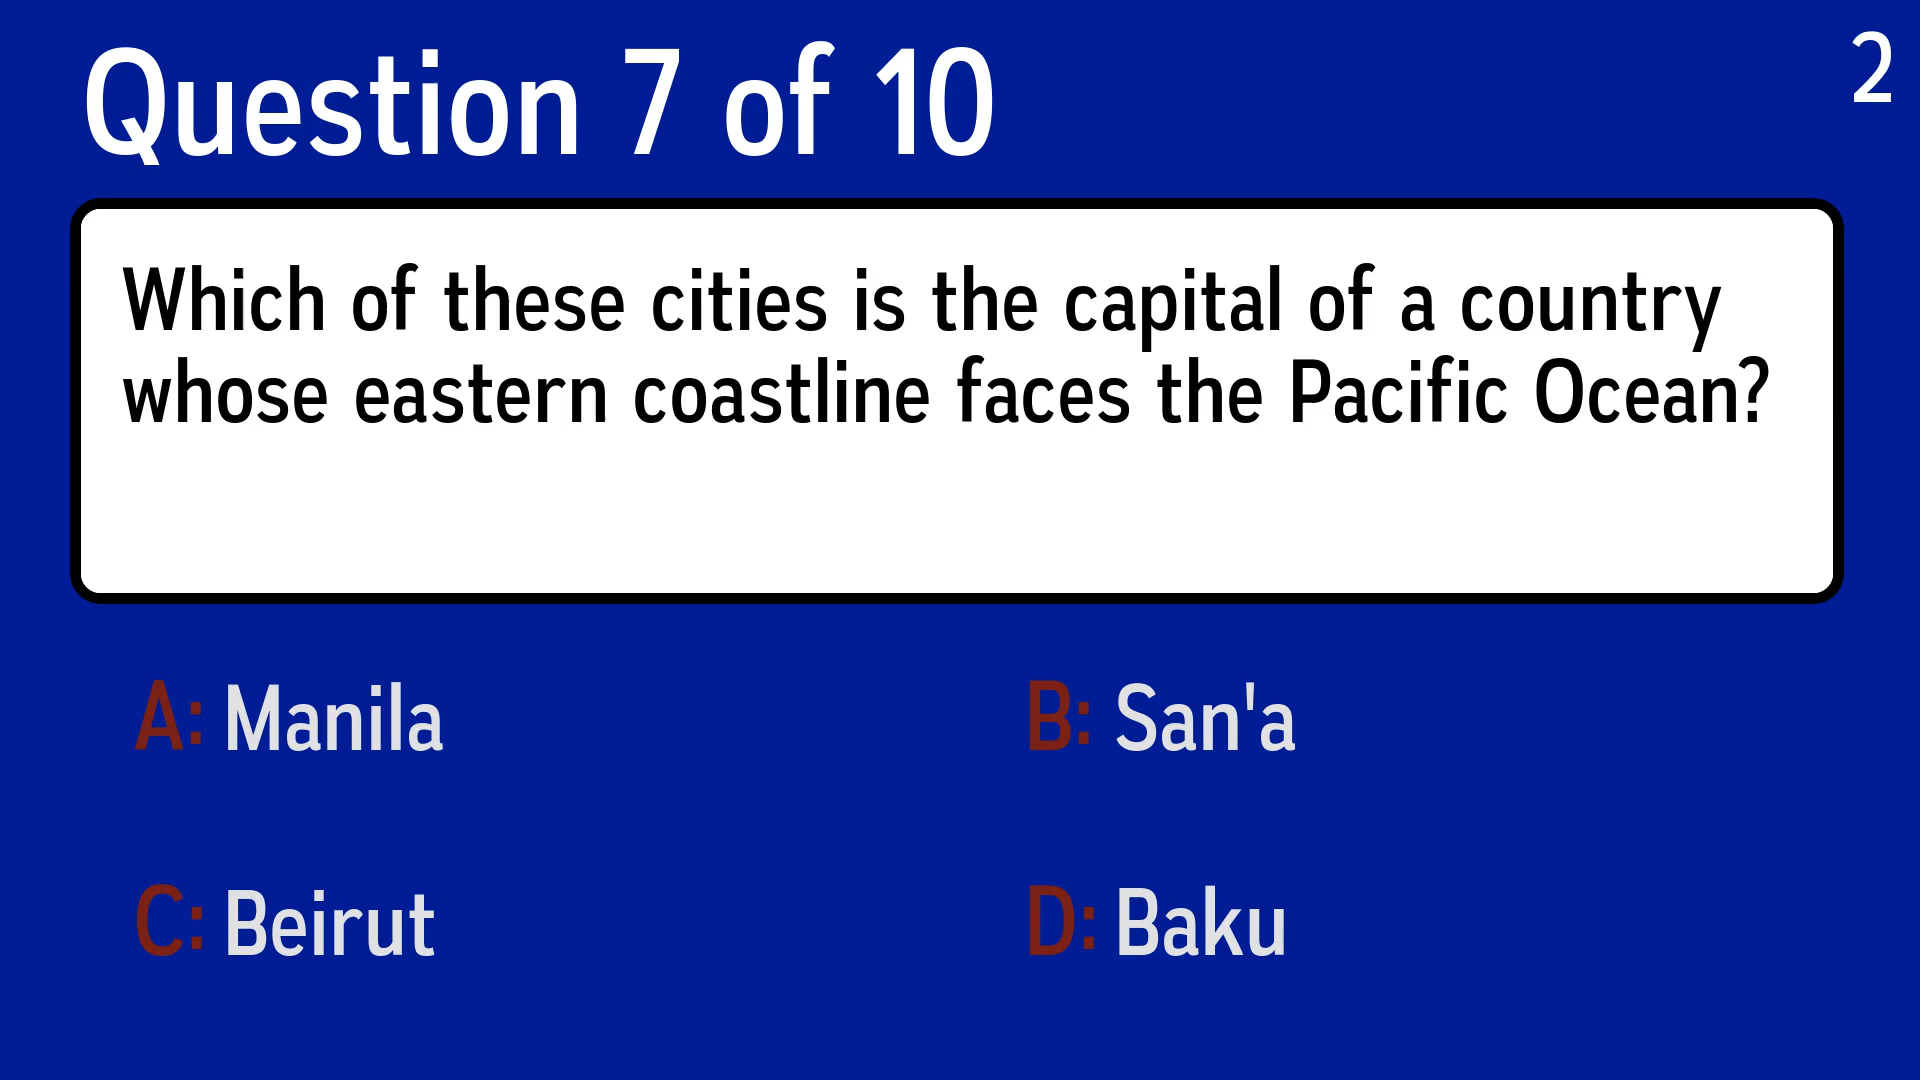 Question 7 of 10
2
Which of these cities is the capital of a country
whose eastern coastline faces the Pacific Ocean?
A: Manila
B: San'a
C: Beirut
D: Baku